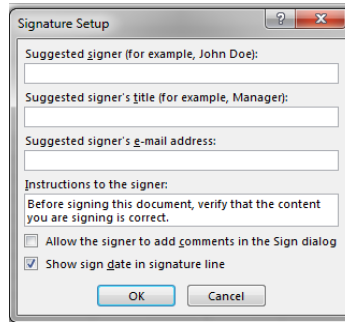 Signature Setup
Suggested signer (for example, John Doe):
Suggested signer's title (for example, Manager):
Suggested signer's e-mail address:
Instructions to the signer:
Before signing this document, verify that the content
you are signing is correct.
Allow the signer to add comments in the Sign dialog
Show sign date in signature line
OK Cancel